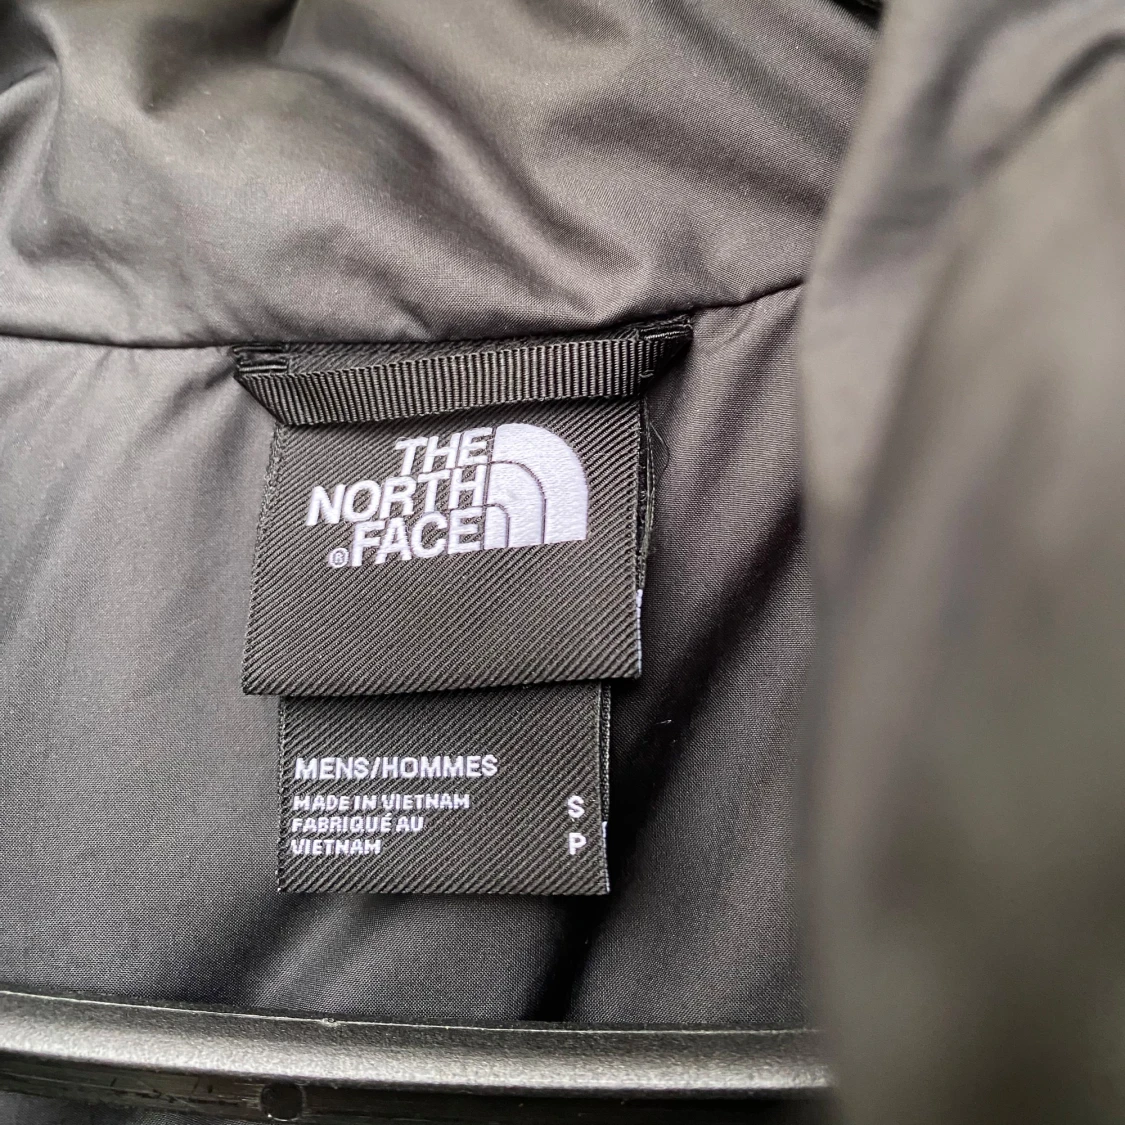 THE
NORTH
®FACE
MENS/HOMMES
MADE IN VIETNAM
FABRIQUÉ AU
VIETNAM
S
P